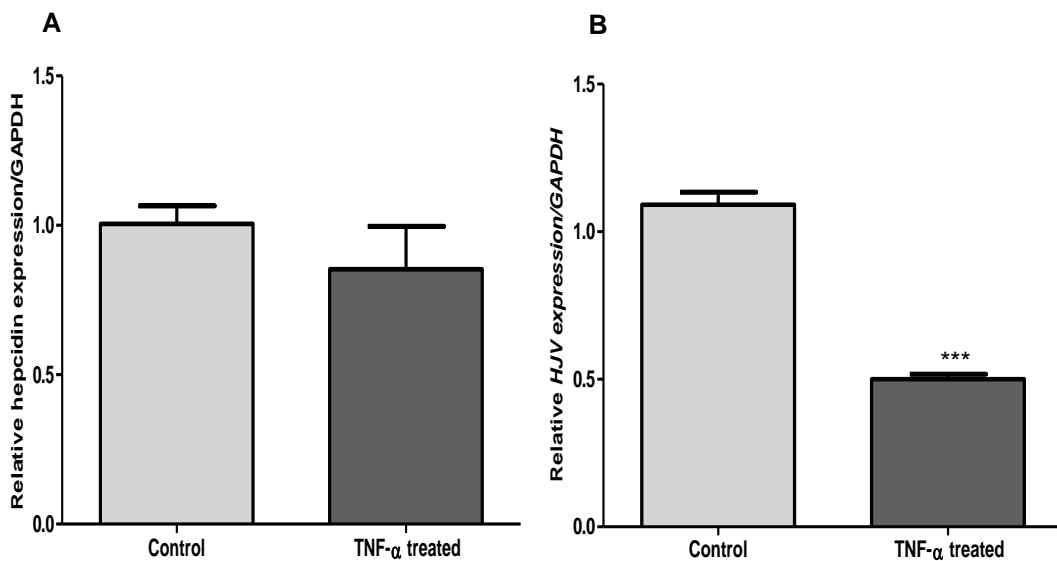 A
Relative hepcidin expression/GAPDH
1.5
1.0
0.5
0.0
Control
TNF-α treated
B
Relative HJV expression/GAPDH
1.5
1.0
0.5
0.0
***
Control
TNF-α treated